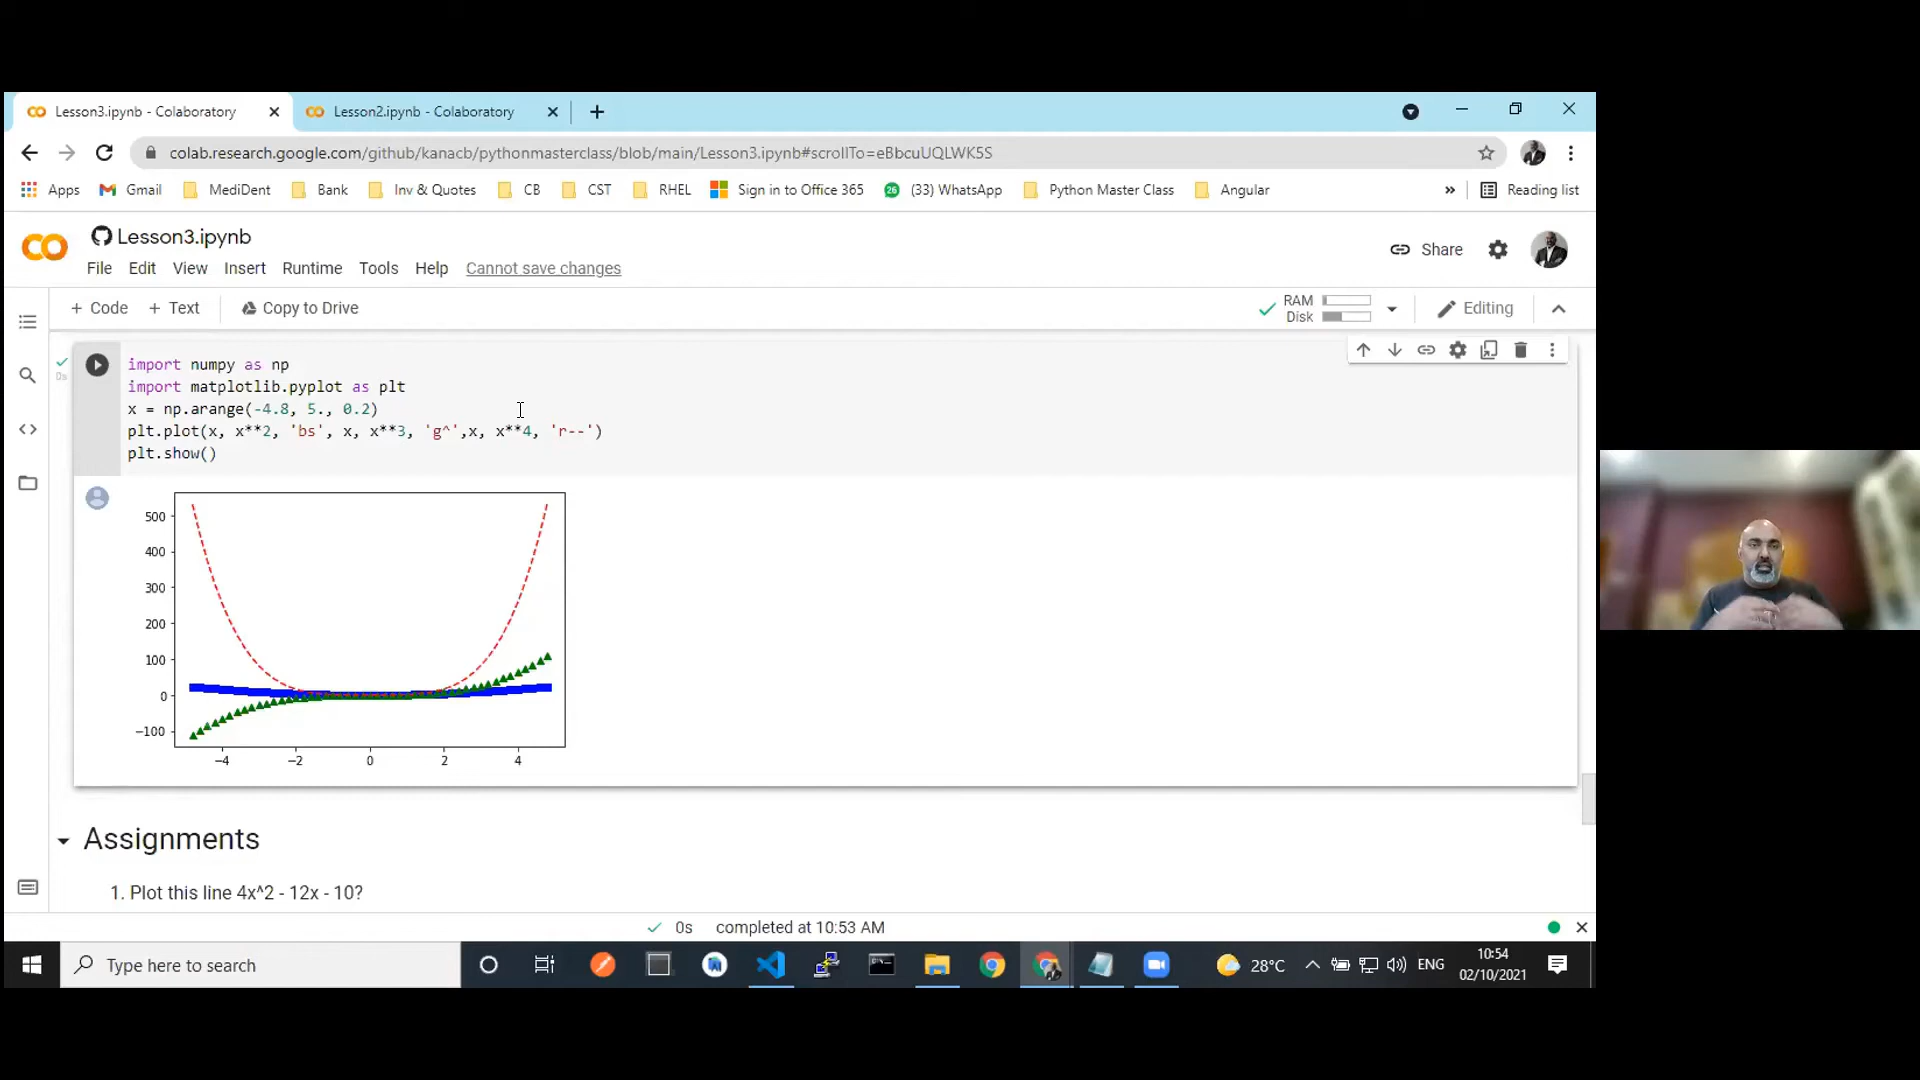 Lesson3.ipynb - Colaboratory
Lesson2.ipynb - Colaboratory
colab.research.google.com/github/kanacb/pythonmasterclass/blob/main/Lesson3.ipynb#scrollTo=eBbcuUQLWK5S
Apps Gmail MediDent Bank Inv & Quotes CB CST RHEL Sign in to Office 365 26 (33) WhatsApp Python Master Class Angular » Reading list
Lesson3.ipynb
Share
File Edit View Insert Runtime Tools Help Cannot save changes
+ Code + Text Copy to Drive
RAM
Disk
Editing
0s
import numpy as np
import matplotlib.pyplot as plt
x = np.arange(-4.8, 5., 0.2)
plt.plot(x, x**2, 'bs', x, x**3, 'g^',x, x**4, 'r--')
plt.show()
500
400
300
200
100
0
−100
−4 −2 0 2 4
Assignments
1. Plot this line 4x^2 - 12x - 10?
0s completed at 10:53 AM
Type here to search
28°C
ENG
10:54
02/10/2021